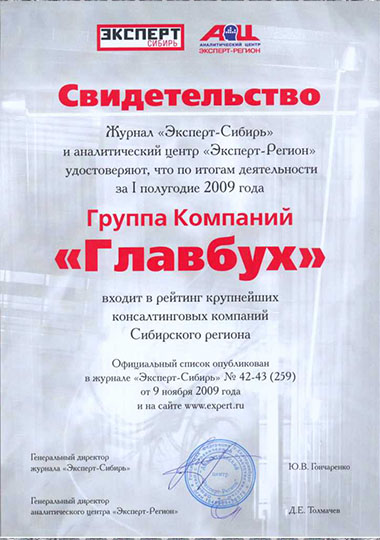 ЭКСПЕРТ
СИБИРЬ
АЦ
АНАЛИТИЧЕСКИЙ ЦЕНТР
ЭКСПЕРТ-РЕГИОН
Свидетельство
Журнал «Эксперт-Сибирь»
и аналитический центр «Эксперт-Регион»
удостоверяют, что по итогам деятельности
за I полугодие 2009 года
Группа Компаний
«Главбух»
входит в рейтинг крупнейших
консалтинговых компаний
Сибирского региона
Официальный список опубликован
в журнале «Эксперт-Сибирь» № 42-43 (259)
от 9 ноября 2009 года
и на сайте www.expert.ru
Генеральный директор
журнала «Эксперт-Сибирь»
Ю.В. Гончаренко
Генеральный директор
аналитического центра «Эксперт-Регион»
Д.Е. Толмачев
центр